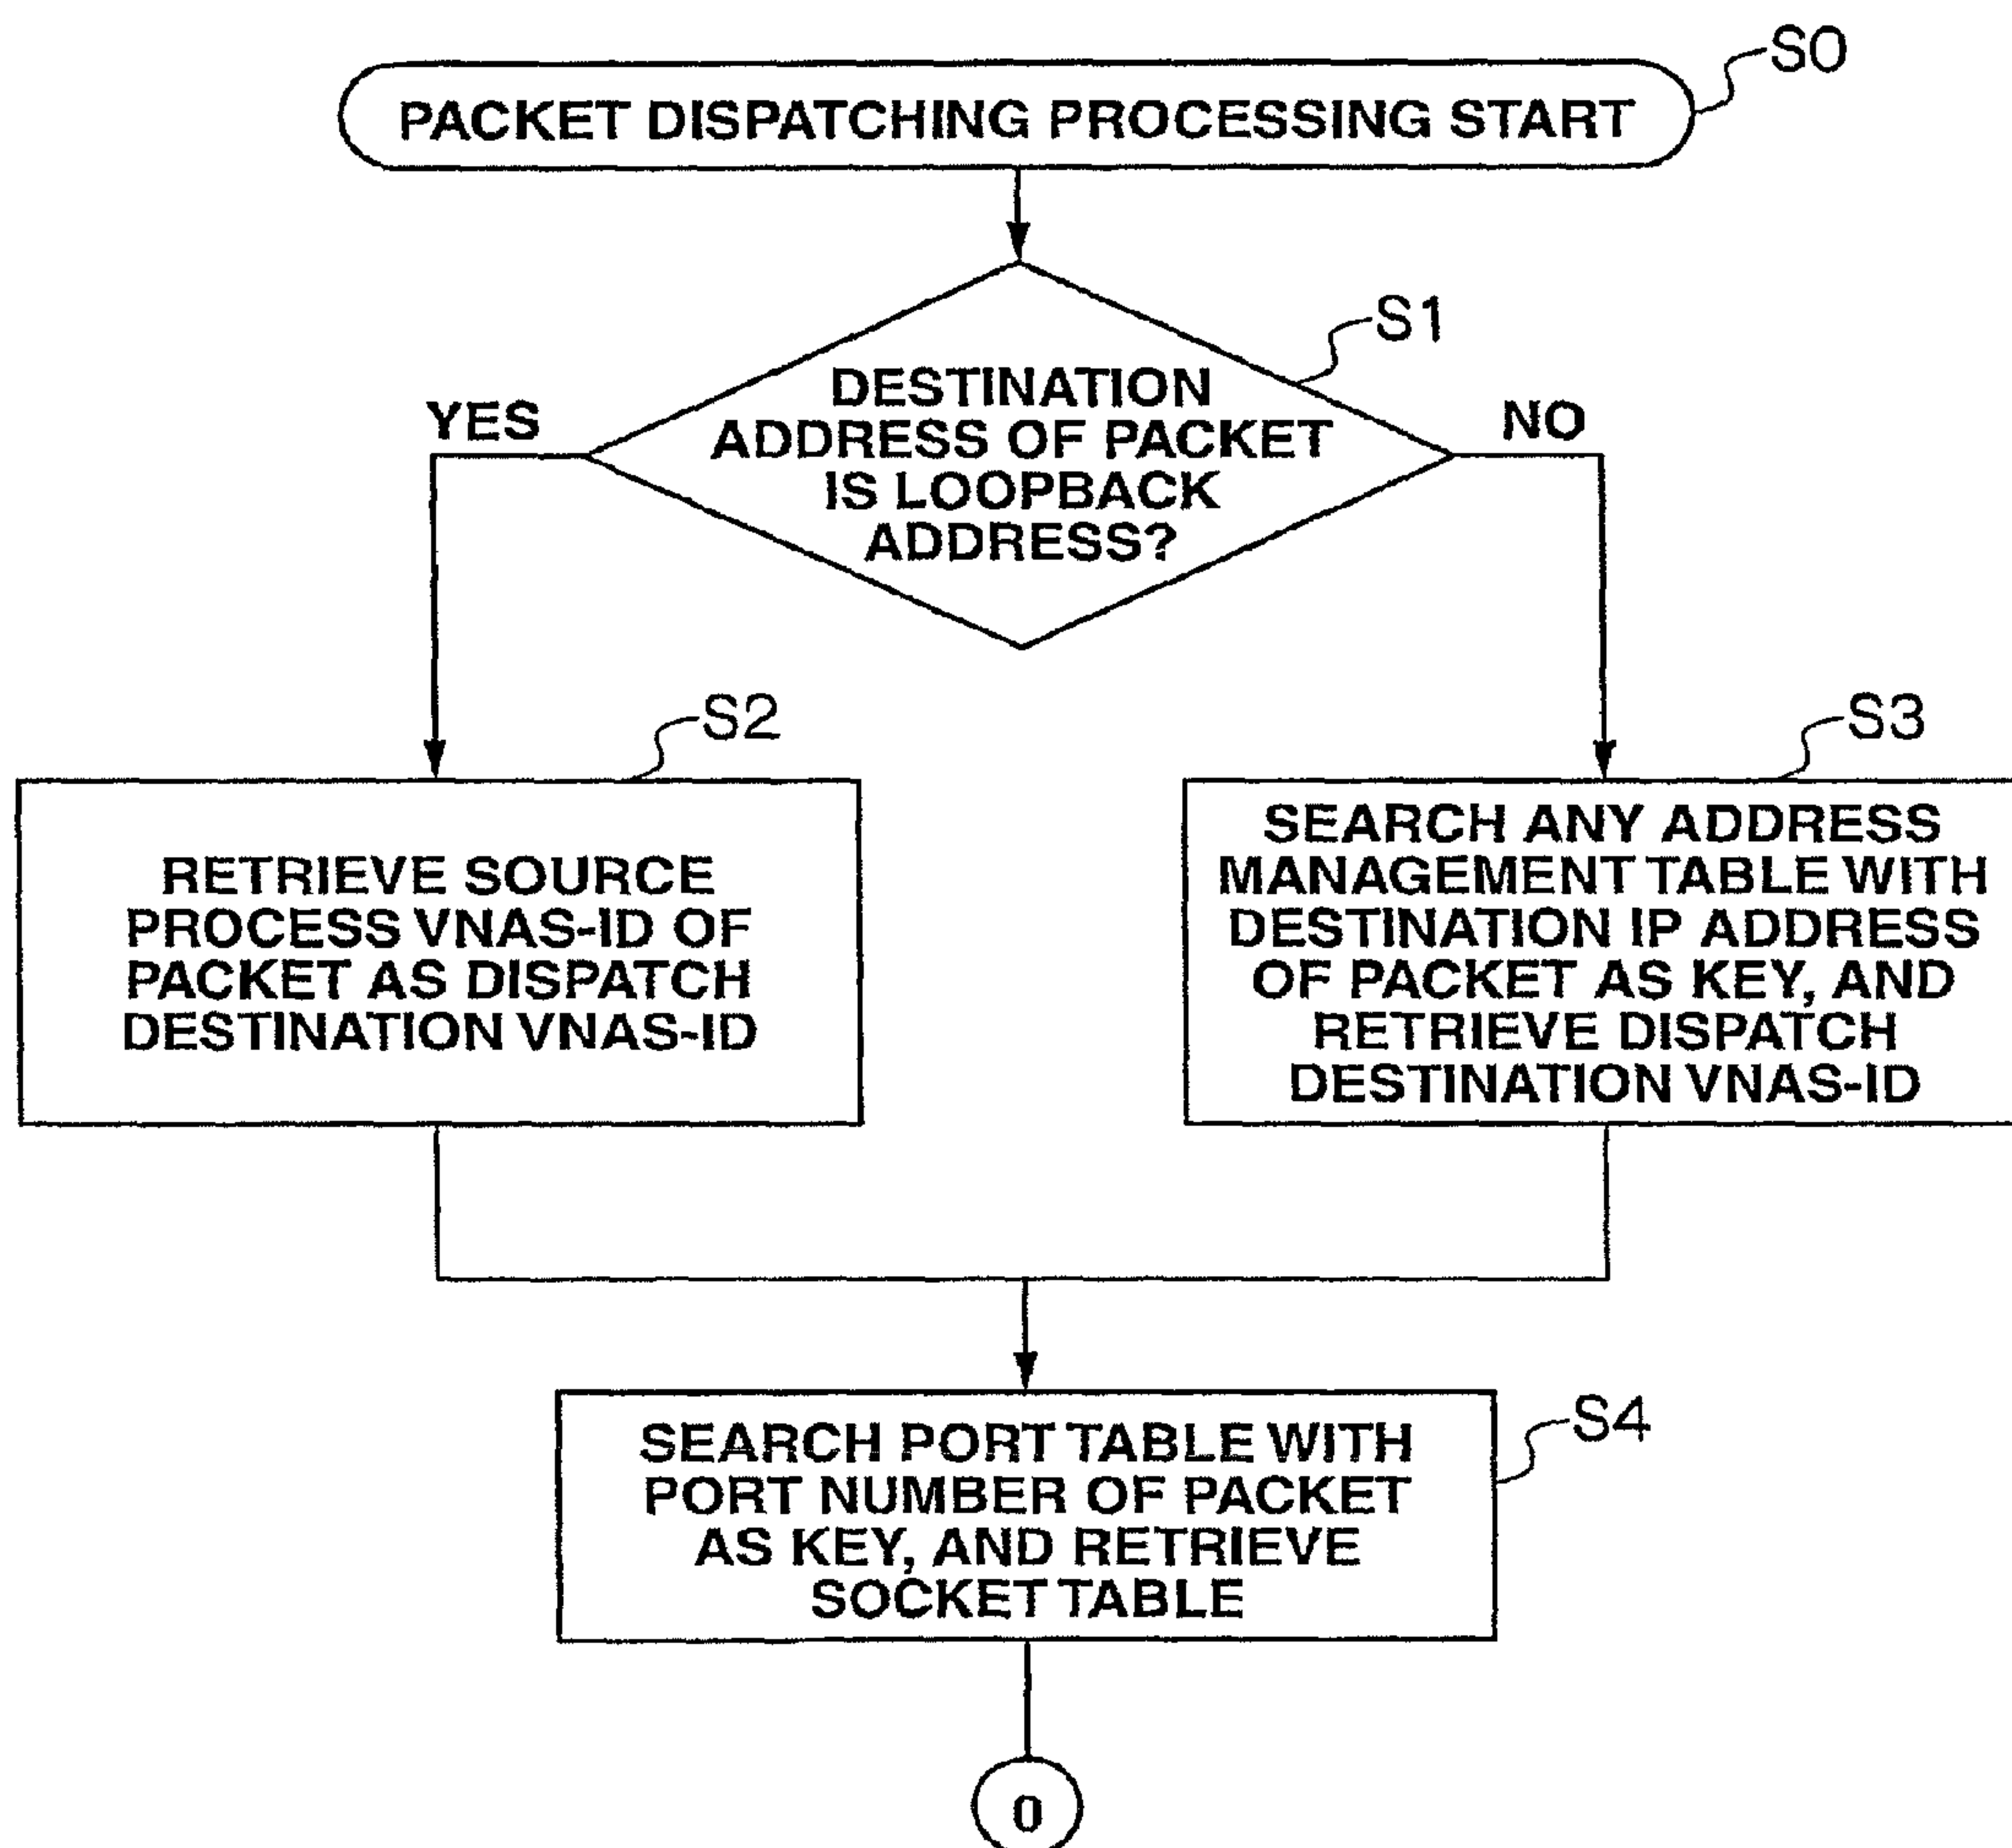 S0
PACKET DISPATCHING PROCESSING START
S1
DESTINATION
ADDRESS OF PACKET
IS LOOPBACK
ADDRESS?
YES
NO
S2
RETRIEVE SOURCE
PROCESS VNAS-ID OF
PACKET AS DISPATCH
DESTINATION VNAS-ID
S3
SEARCH ANY ADDRESS
MANAGEMENT TABLE WITH
DESTINATION IP ADDRESS
OF PACKET AS KEY, AND
RETRIEVE DISPATCH
DESTINATION VNAS-ID
S4
SEARCH PORT TABLE WITH
PORT NUMBER OF PACKET
AS KEY, AND RETRIEVE
SOCKET TABLE
0